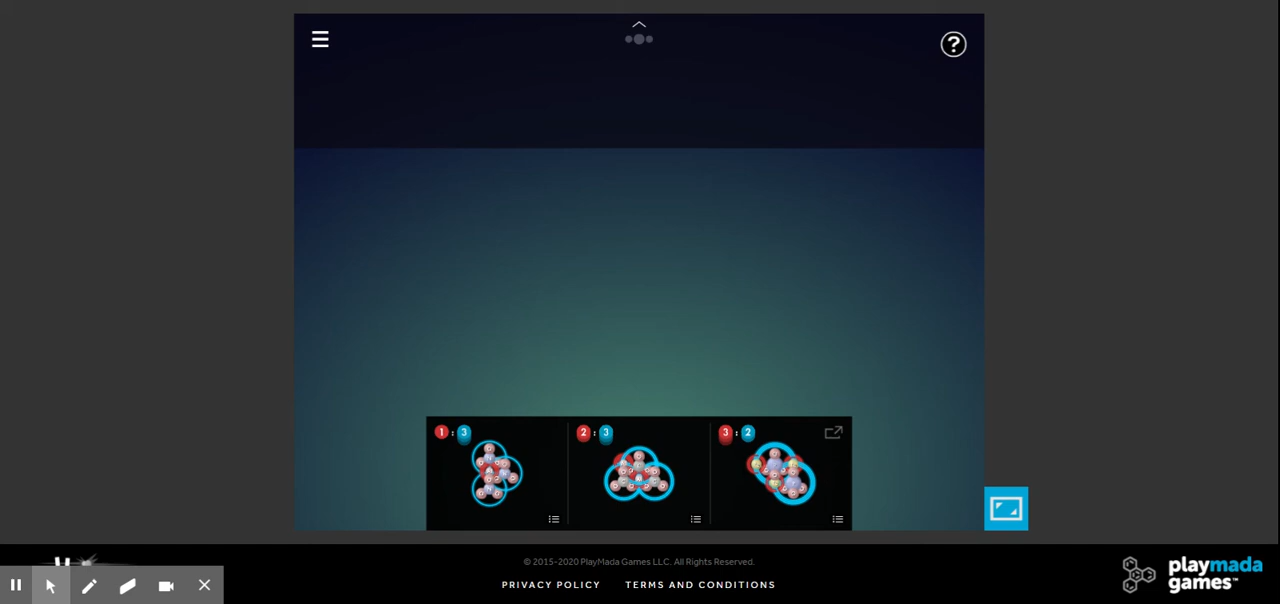 ?
1 : 3
2 : 3
3 : 2
© 2015-2020 PlayMada Games LLC. All Rights Reserved.
PRIVACY POLICY TERMS AND CONDITIONS
playmada
games™